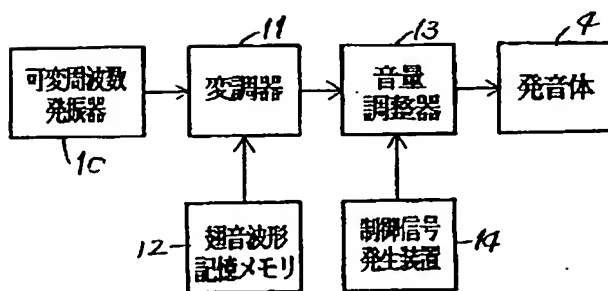 11
13
4
可変周波数
発振器
変調器
音量
調整器
発音体
10
12
翅音波形
記憶メモリ
制御信号
発生装置
14